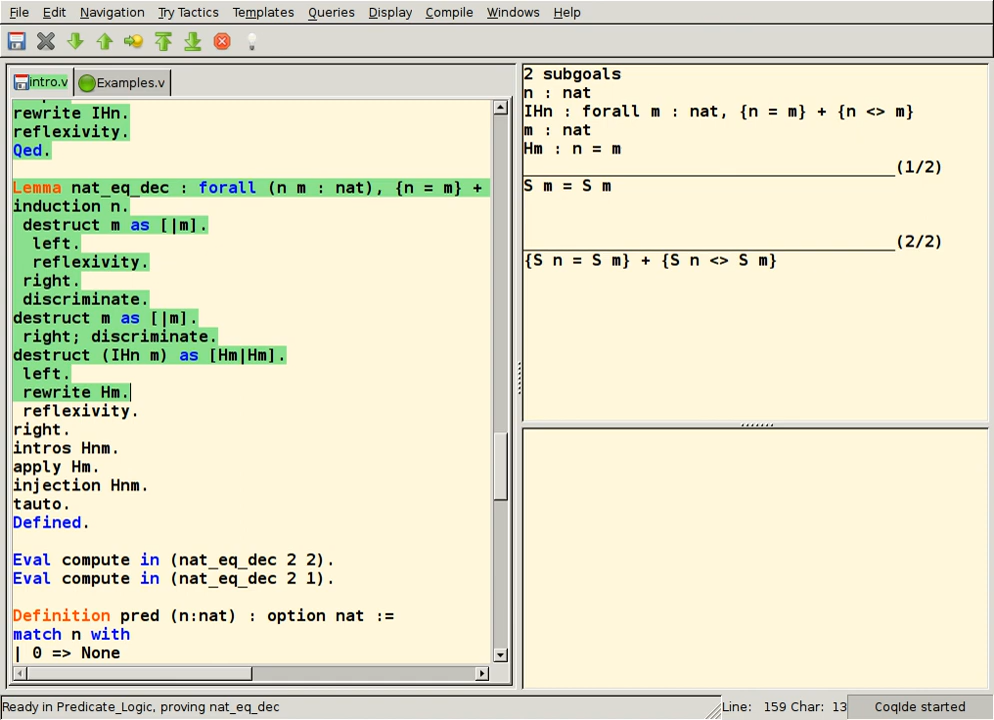 File Edit Navigation Try Tactics Templates Queries Display Compile Windows Help
intro.v Examples.v
rewrite IHn.
reflexivity.
Qed.
Lemma nat_eq_dec : forall (n m : nat), {n = m} +
induction n.
destruct m as [|m].
left.
reflexivity.
right.
discriminate.
destruct m as [|m].
right; discriminate.
destruct (IHn m) as [Hm|Hm].
left.
rewrite Hm.
reflexivity.
right.
intros Hnm.
apply Hm.
injection Hnm.
tauto.
Defined.
Eval compute in (nat_eq_dec 2 2).
Eval compute in (nat_eq_dec 2 1).
Definition pred (n:nat) : option nat :=
match n with
| 0 => None
2 subgoals
n : nat
IHn : forall m : nat, {n = m} + {n <> m}
m : nat
Hm : n = m
(1/2)
S m = S m
(2/2)
{S n = S m} + {S n <> S m}
Ready in Predicate_Logic, proving nat_eq_dec Line: 159 Char: 13 CoqIde started